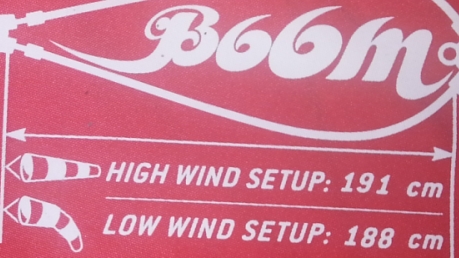 Boom
HIGH WIND SETUP: 191 cm
LOW WIND SETUP: 188 cm